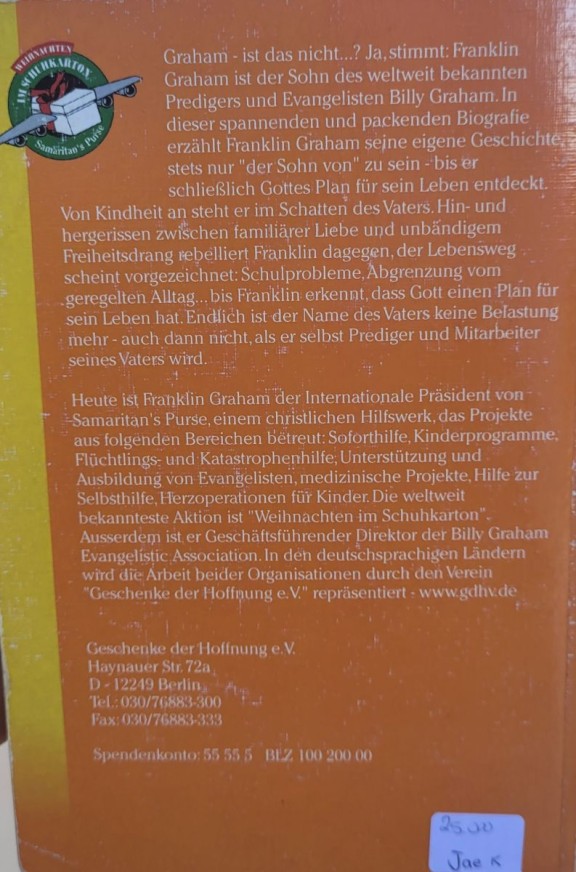 WEIHNACHTEN
IM SCHUHKARTON
Samaritan's Purse
Graham - ist das nicht...? Ja, stimmt: Franklin
Graham ist der Sohn des weltweit bekannten
Predigers und Evangelisten Billy Graham. In
dieser spannenden und packenden Biografie
erzählt Franklin Graham seine eigene Geschichte,
stets nur "der Sohn von" zu sein - bis er
schließlich Gottes Plan für sein Leben entdeckt.
Von Kindheit an steht er im Schatten des Vaters. Hin- und
hergerissen zwischen familiärer Liebe und unbändigem
Freiheitsdrang rebelliert Franklin dagegen, der Lebensweg
scheint vorgezeichnet: Schulprobleme, Abgrenzung vom
geregelten Alltag... bis Franklin erkennt, dass Gott einen Plan für
sein Leben hat. Endlich ist der Name des Vaters keine Belastung
mehr - auch dann nicht, als er selbst Prediger und Mitarbeiter
seines Vaters wird.
Heute ist Franklin Graham der Internationale Präsident von
Samaritan's Purse, einem christlichen Hilfswerk, das Projekte
aus folgenden Bereichen betreut: Soforthilfe, Kinderprogramme,
Flüchtlings- und Katastrophenhilfe, Unterstützung und
Ausbildung von Evangelisten, medizinische Projekte, Hilfe zur
Selbsthilfe, Herzoperationen für Kinder. Die weltweit
bekannteste Aktion ist "Weihnachten im Schuhkarton".
Ausserdem ist er Geschäftsführender Direktor der Billy Graham
Evangelistic Association. In den deutschsprachigen Ländern
wird die Arbeit beider Organisationen durch den Verein
"Geschenke der Hoffnung e.V." repräsentiert - www.gdhv.de
Geschenke der Hoffnung e.V.
Haynauer Str. 72a
D - 12249 Berlin
Tel.: 030/76883-300
Fax: 030/76883-333
Spendenkonto: 55 55 5 BLZ 100 200 00
25.00
Jae K